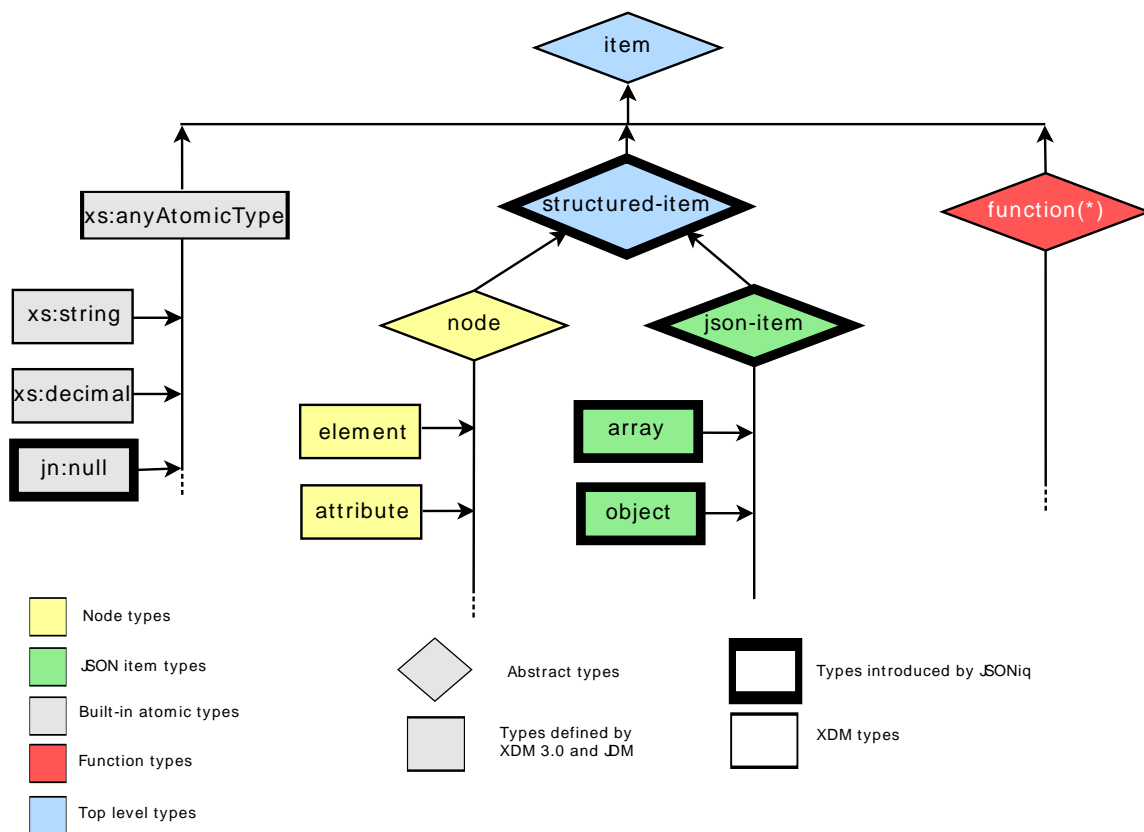 item
structured-item
xs:anyAtomicType
function(*)
xs:string
node
json-item
xs:decimal
element
array
jn:null
attribute
object
Node types
JSON item types
Abstract types
Types introduced by JSONiq
Built-in atomic types
Types defined by
XDM 3.0 and JDM
XDM types
Function types
Top level types